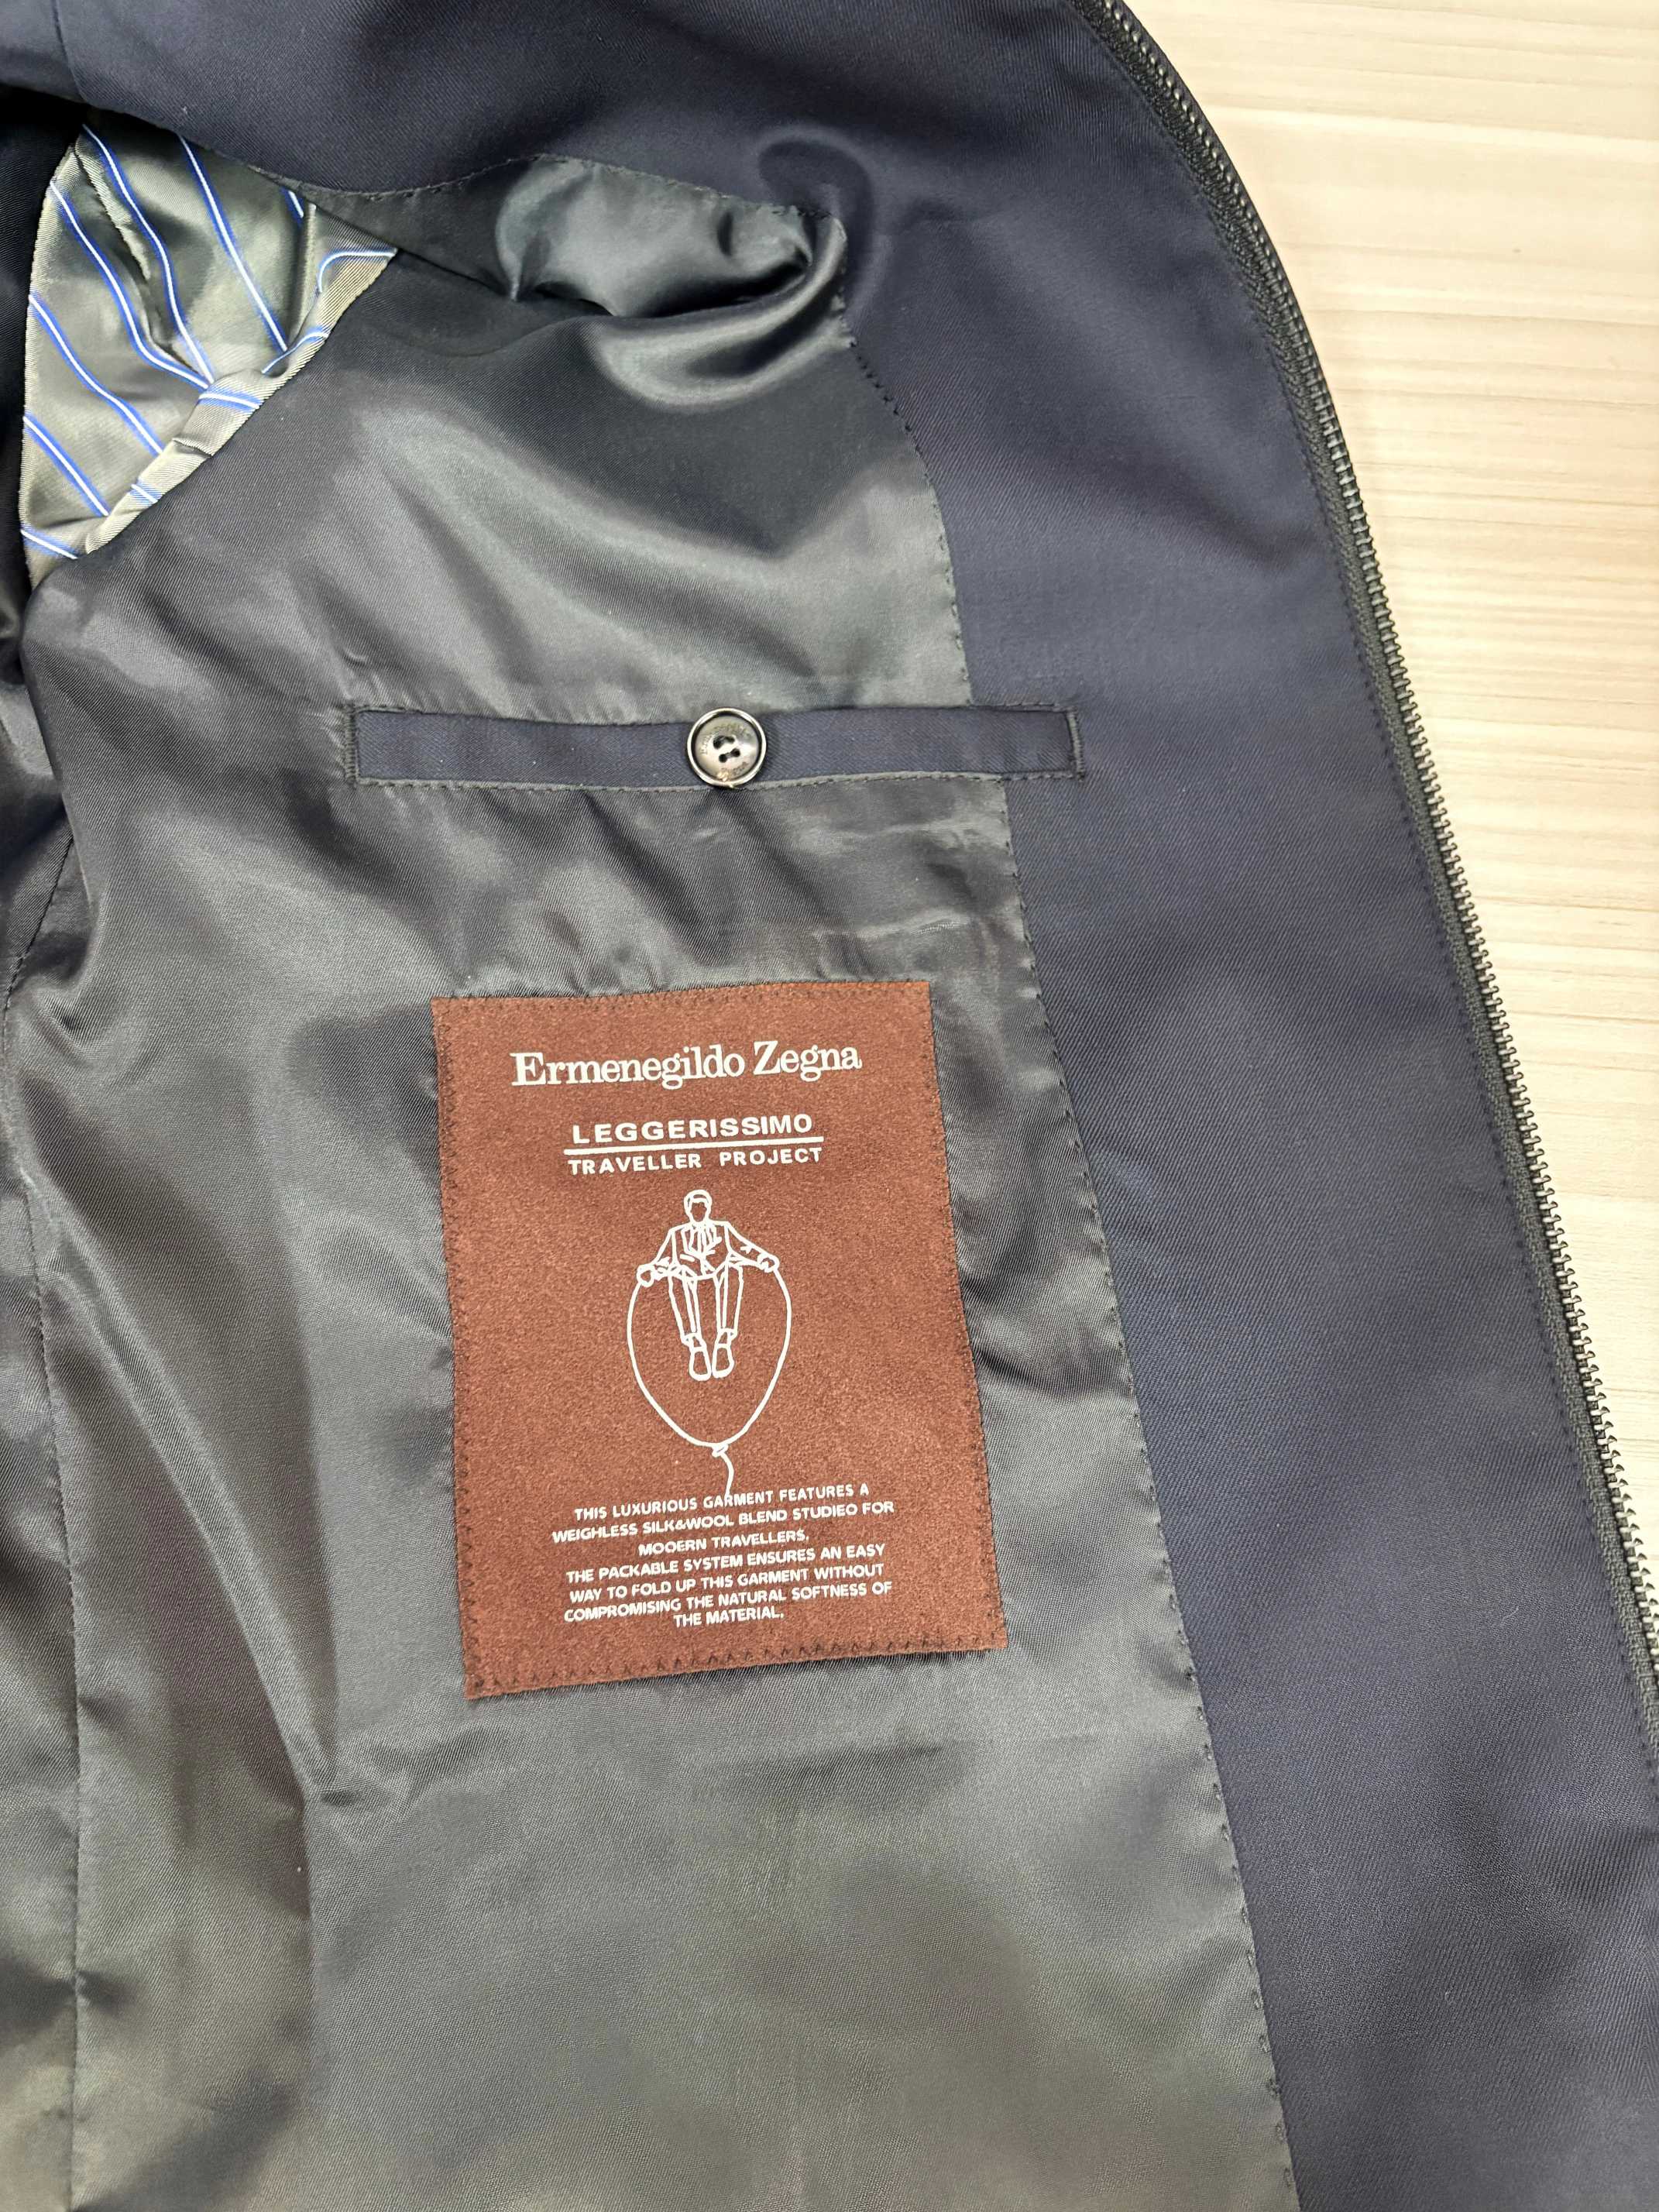 Ermenegildo Zegna
LEGGERISSIMO
TRAVELLER PROJECT
THIS LUXURIOUS GARMENT FEATURES A
WEIGHLESS SILK&WOOL BLEND STUDIEO FOR
MOOERN TRAVELLERS,
THE PACKABLE SYSTEM ENSURES AN EASY
WAY TO FOLD UP THIS GARMENT WITHOUT
COMPROMISING THE NATURAL SOFTNESS OF
THE MATERIAL.